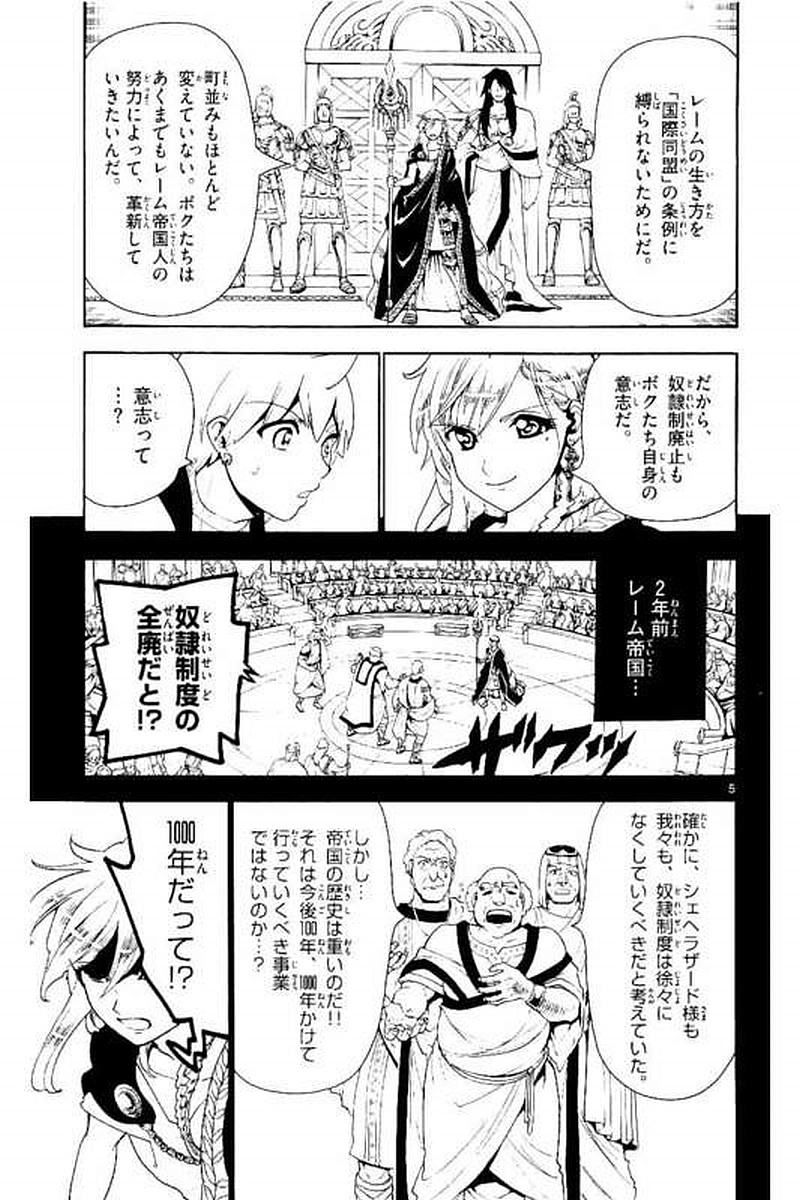 レームの生き方を
「国際同盟」の条例に
縛られないためにだ。
町並みもほとんど
変えていない。ボクたちは
あくまでもレーム帝国人の
努力によって、革新して
いきたいんだ。
だから、
奴隷制廃止も
ボクたち自身の
意志だ。
意志って
…?
2年前
レーム帝国…
奴隷制度の
全廃だと!?
ザワッ
5
確かに、シェヘラザード様も
我々も、奴隷制度は徐々に
なくしていくべきだと考えていた。
しかし…
帝国の歴史は重いのだ!!
それは今後100年、1000年かけて
行っていくべき事業
ではないのか…?
1000年だって!?